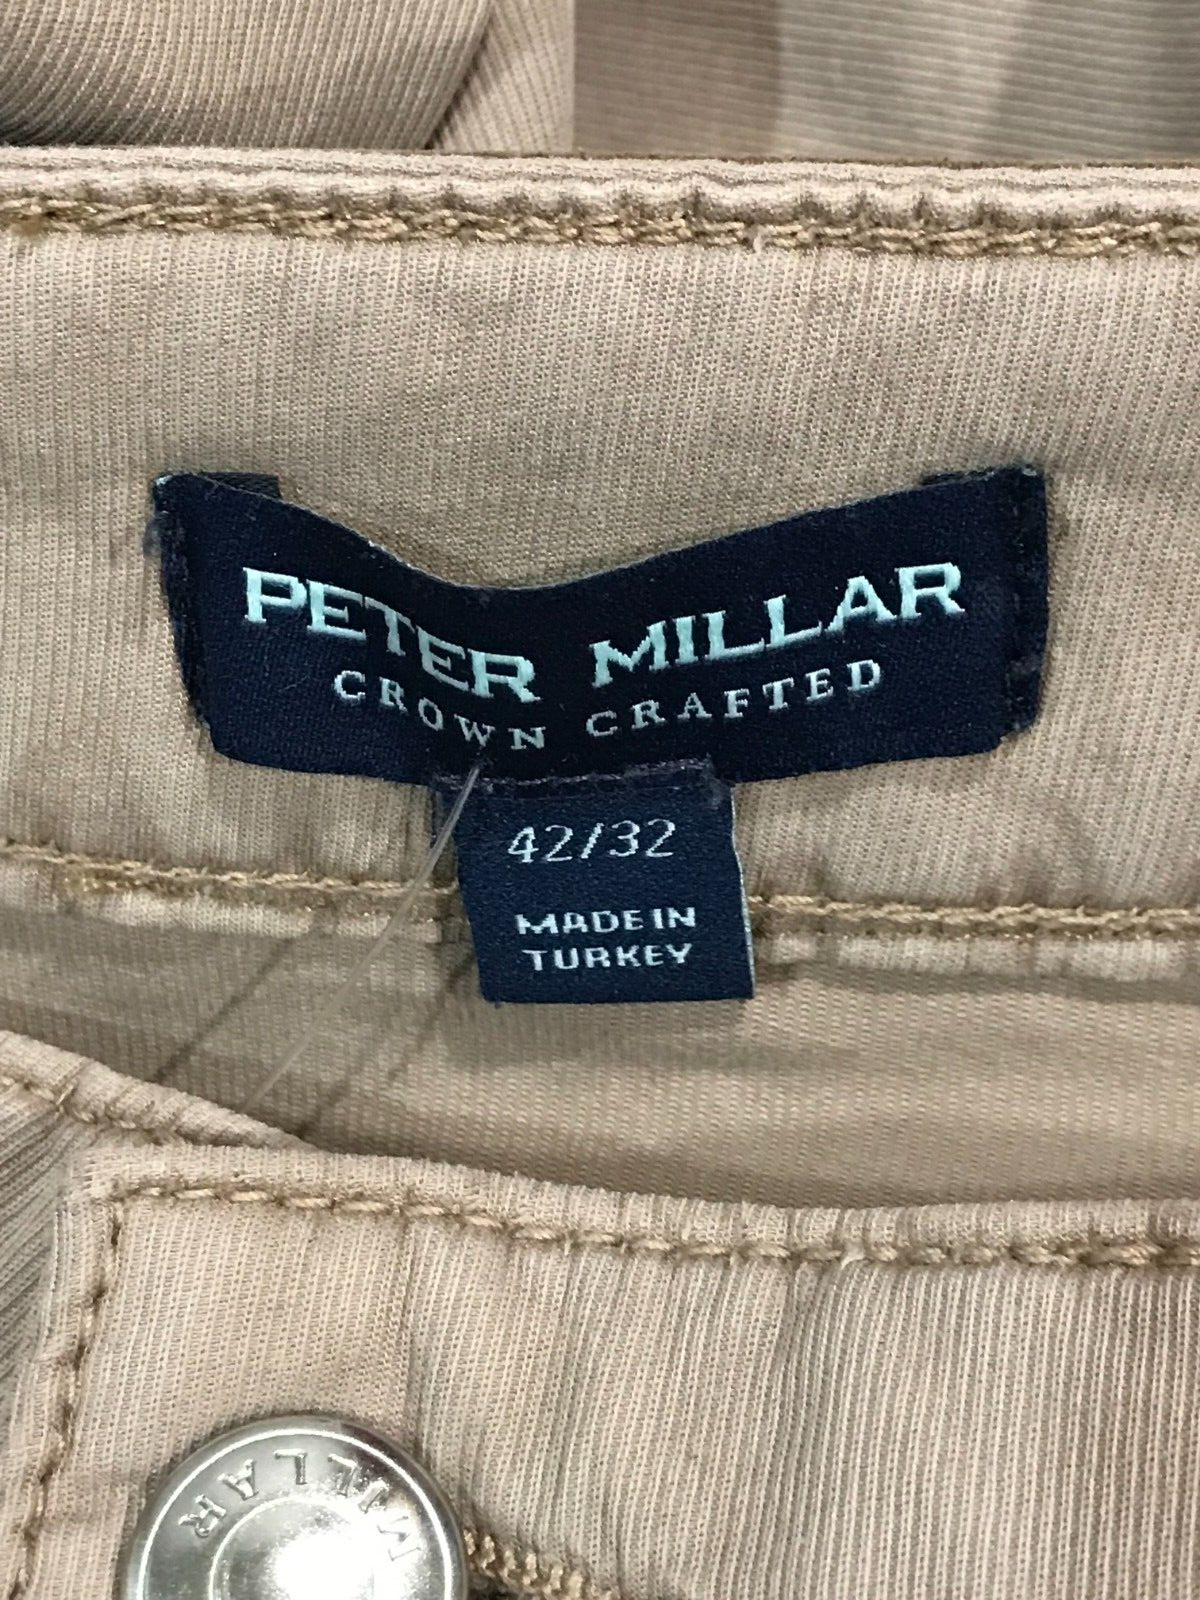 PETER MILLAR
CROWN CRAFTED
42/32
MADE IN
TURKEY
MILLAR